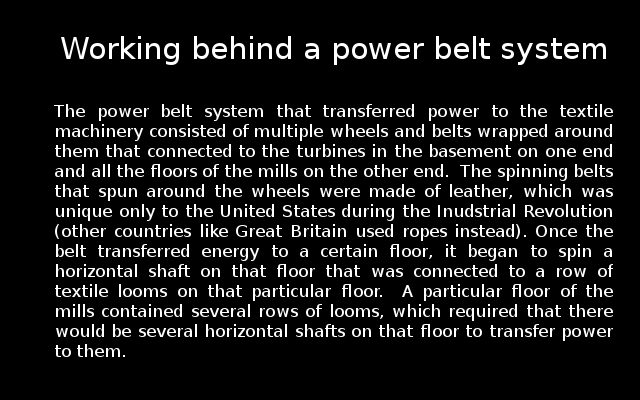 Working behind a power belt system
The power belt system that transferred power to the textile
machinery consisted of multiple wheels and belts wrapped around
them that connected to the turbines in the basement on one end
and all the floors of the mills on the other end. The spinning belts
that spun around the wheels were made of leather, which was
unique only to the United States during the Inudstrial Revolution
(other countries like Great Britain used ropes instead). Once the
belt transferred energy to a certain floor, it began to spin a
horizontal shaft on that floor that was connected to a row of
textile looms on that particular floor. A particular floor of the
mills contained several rows of looms, which required that there
would be several horizontal shafts on that floor to transfer power
to them.